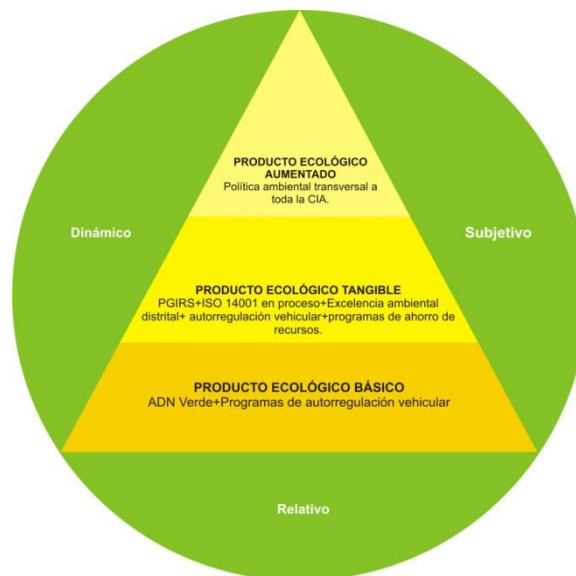 PRODUCTO ECOLÓGICO
AUMENTADO
Política ambiental transversal a
toda la CIA.
Dinámico
Subjetivo
PRODUCTO ECOLÓGICO TANGIBLE
PGIRS+ISO 14001 en proceso+Excelencia ambiental
distrital+ autorregulación vehicular+programas de ahorro de
recursos.
PRODUCTO ECOLÓGICO BÁSICO
ADN Verde+Programas de autorregulación vehicular
Relativo